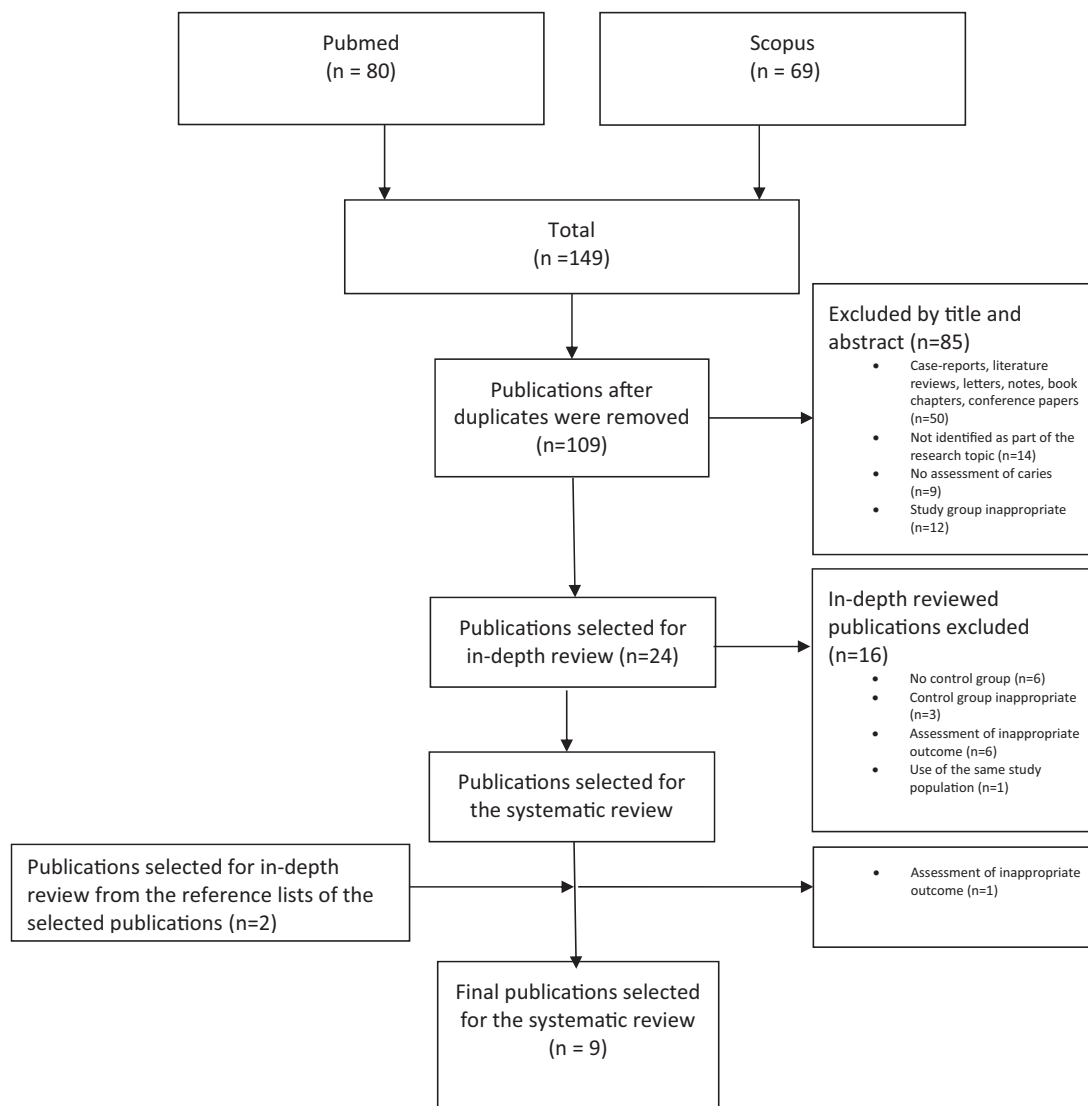 Pubmed
(n = 80)
Scopus
(n = 69)
Total
(n =149)
Publications after
duplicates were removed
(n=109)
Excluded by title and
abstract (n=85)
• Case-reports, literature
reviews, letters, notes, book
chapters, conference papers
(n=50)
• Not identified as part of the
research topic (n=14)
• No assessment of caries
(n=9)
• Study group inappropriate
(n=12)
Publications selected for
in-depth review (n=24)
In-depth reviewed
publications excluded
(n=16)
• No control group (n=6)
• Control group inappropriate
(n=3)
• Assessment of inappropriate
outcome (n=6)
• Use of the same study
population (n=1)
Publications selected for
the systematic review
Publications selected for in-depth
review from the reference lists of the
selected publications (n=2)
• Assessment of inappropriate
outcome (n=1)
Final publications selected
for the systematic review
(n = 9)